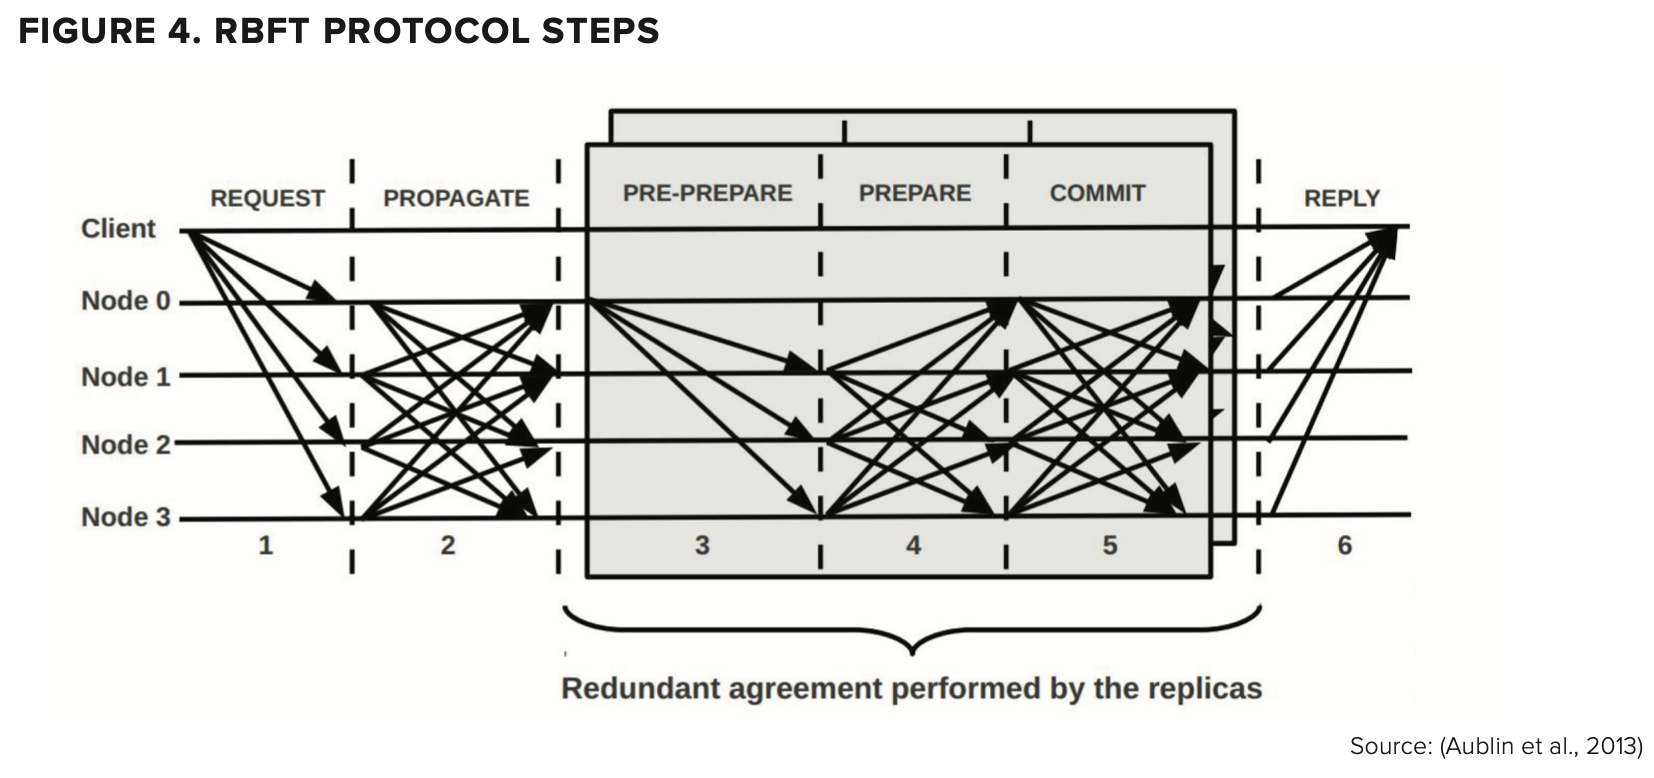 FIGURE 4. RBFT PROTOCOL STEPS
REQUEST PROPAGATE PRE-PREPARE PREPARE COMMIT REPLY
Client
Node 0
Node 1
Node 2
Node 3
1 2 3 4 5 6
Redundant agreement performed by the replicas
Source: (Aublin et al., 2013)